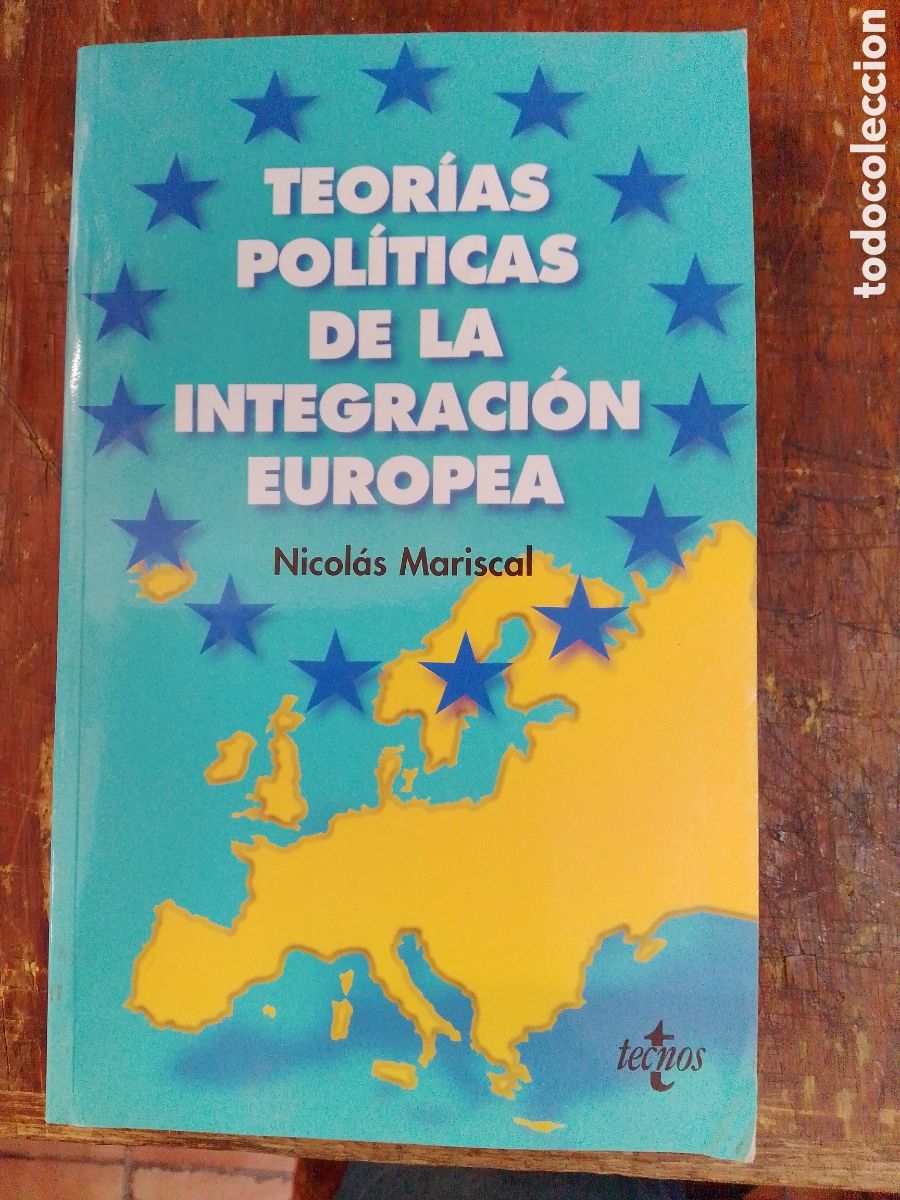 TEORÍAS
POLÍTICAS
DE LA
INTEGRACIÓN
EUROPEA
Nicolás Mariscal
tecnos
todocoleccion